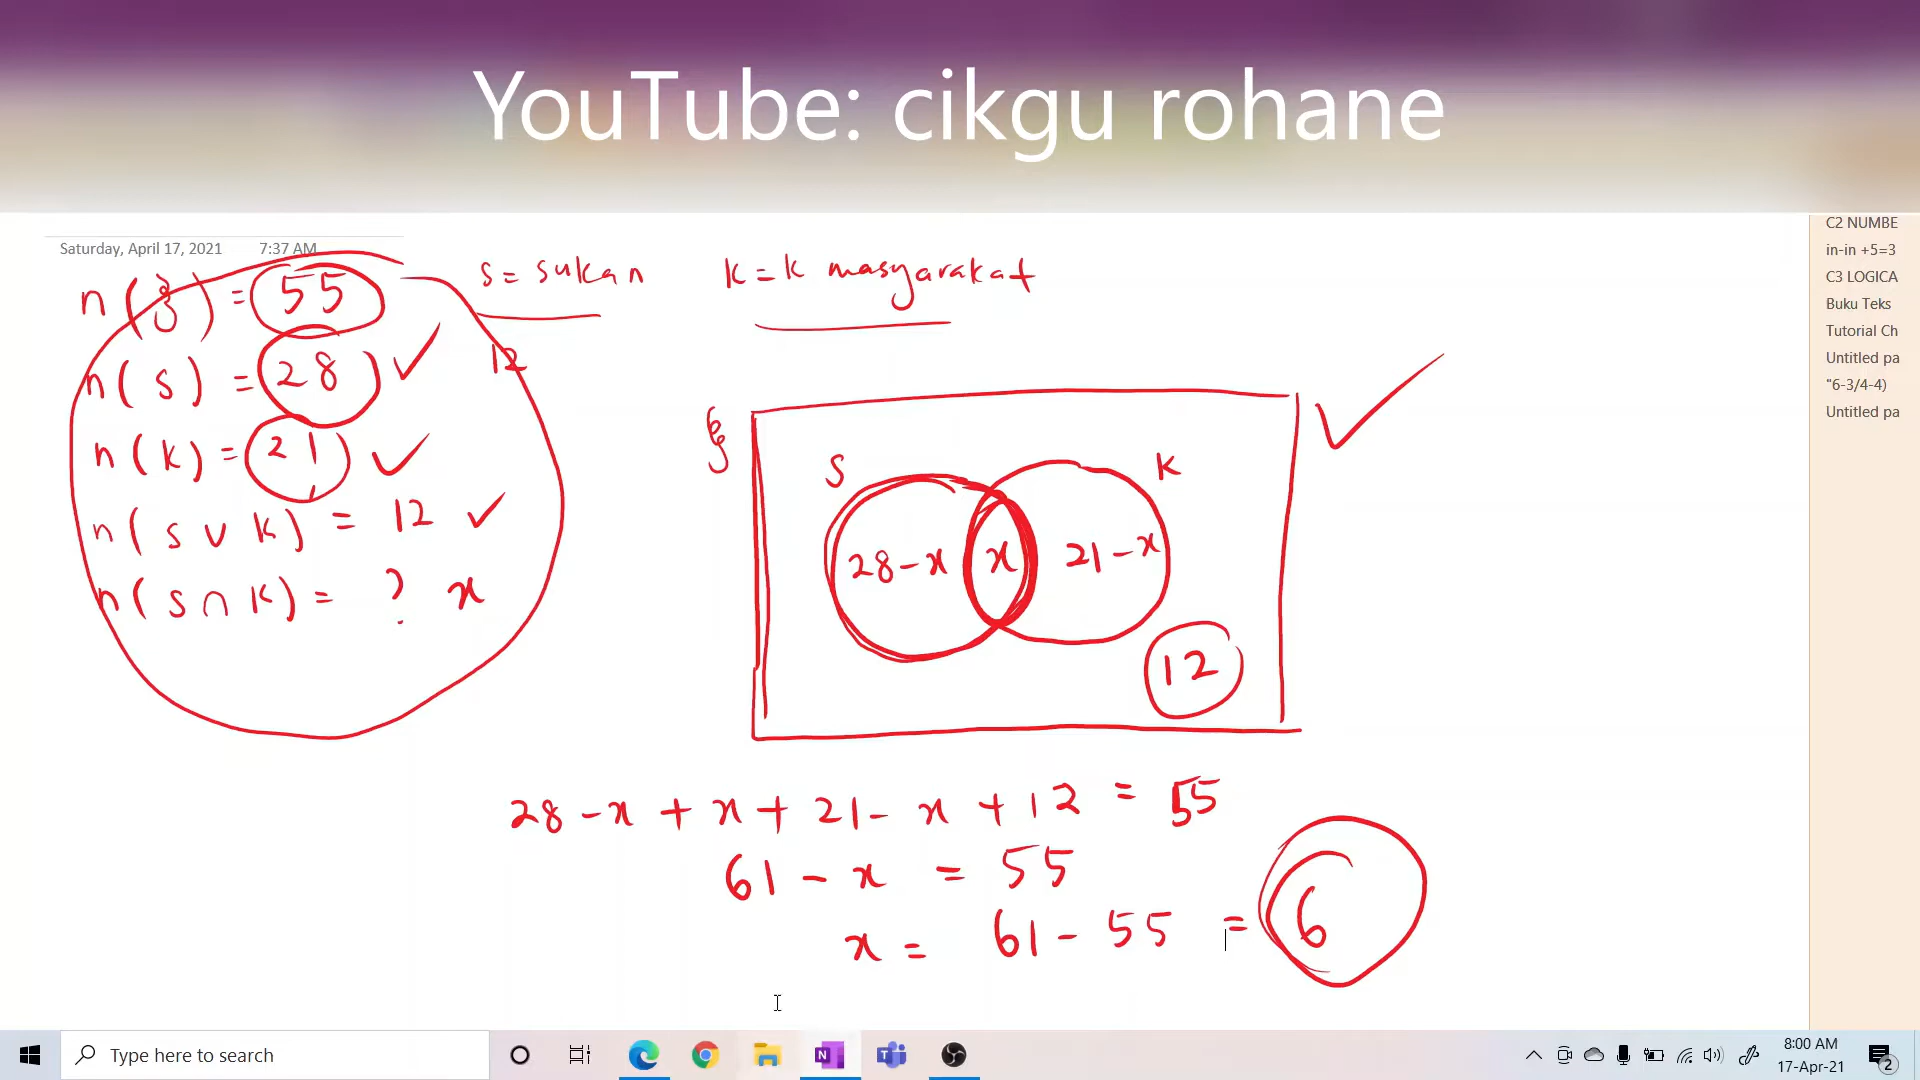 YouTube: cikgu rohane
Saturday, April 17, 2021 7:37 AM
n(ξ) = 55
n(s) = 28 ✓
n(k) = 21 ✓
n(s ∪ k) = 12 ✓
n(s ∩ k) = ? x
s = sukan
k = k masyarakat
12
ξ
S
K
28 - x
x
21 - x
12
28 - x + x + 21 - x + 12 = 55
61 - x = 55
x = 61 - 55 = 6
C2 NUMBE
in-in +5=3
C3 LOGICA
Buku Teks
Tutorial Ch
Untitled pa
"6-3/4-4)
Untitled pa
Type here to search
8:00 AM
17-Apr-21
2